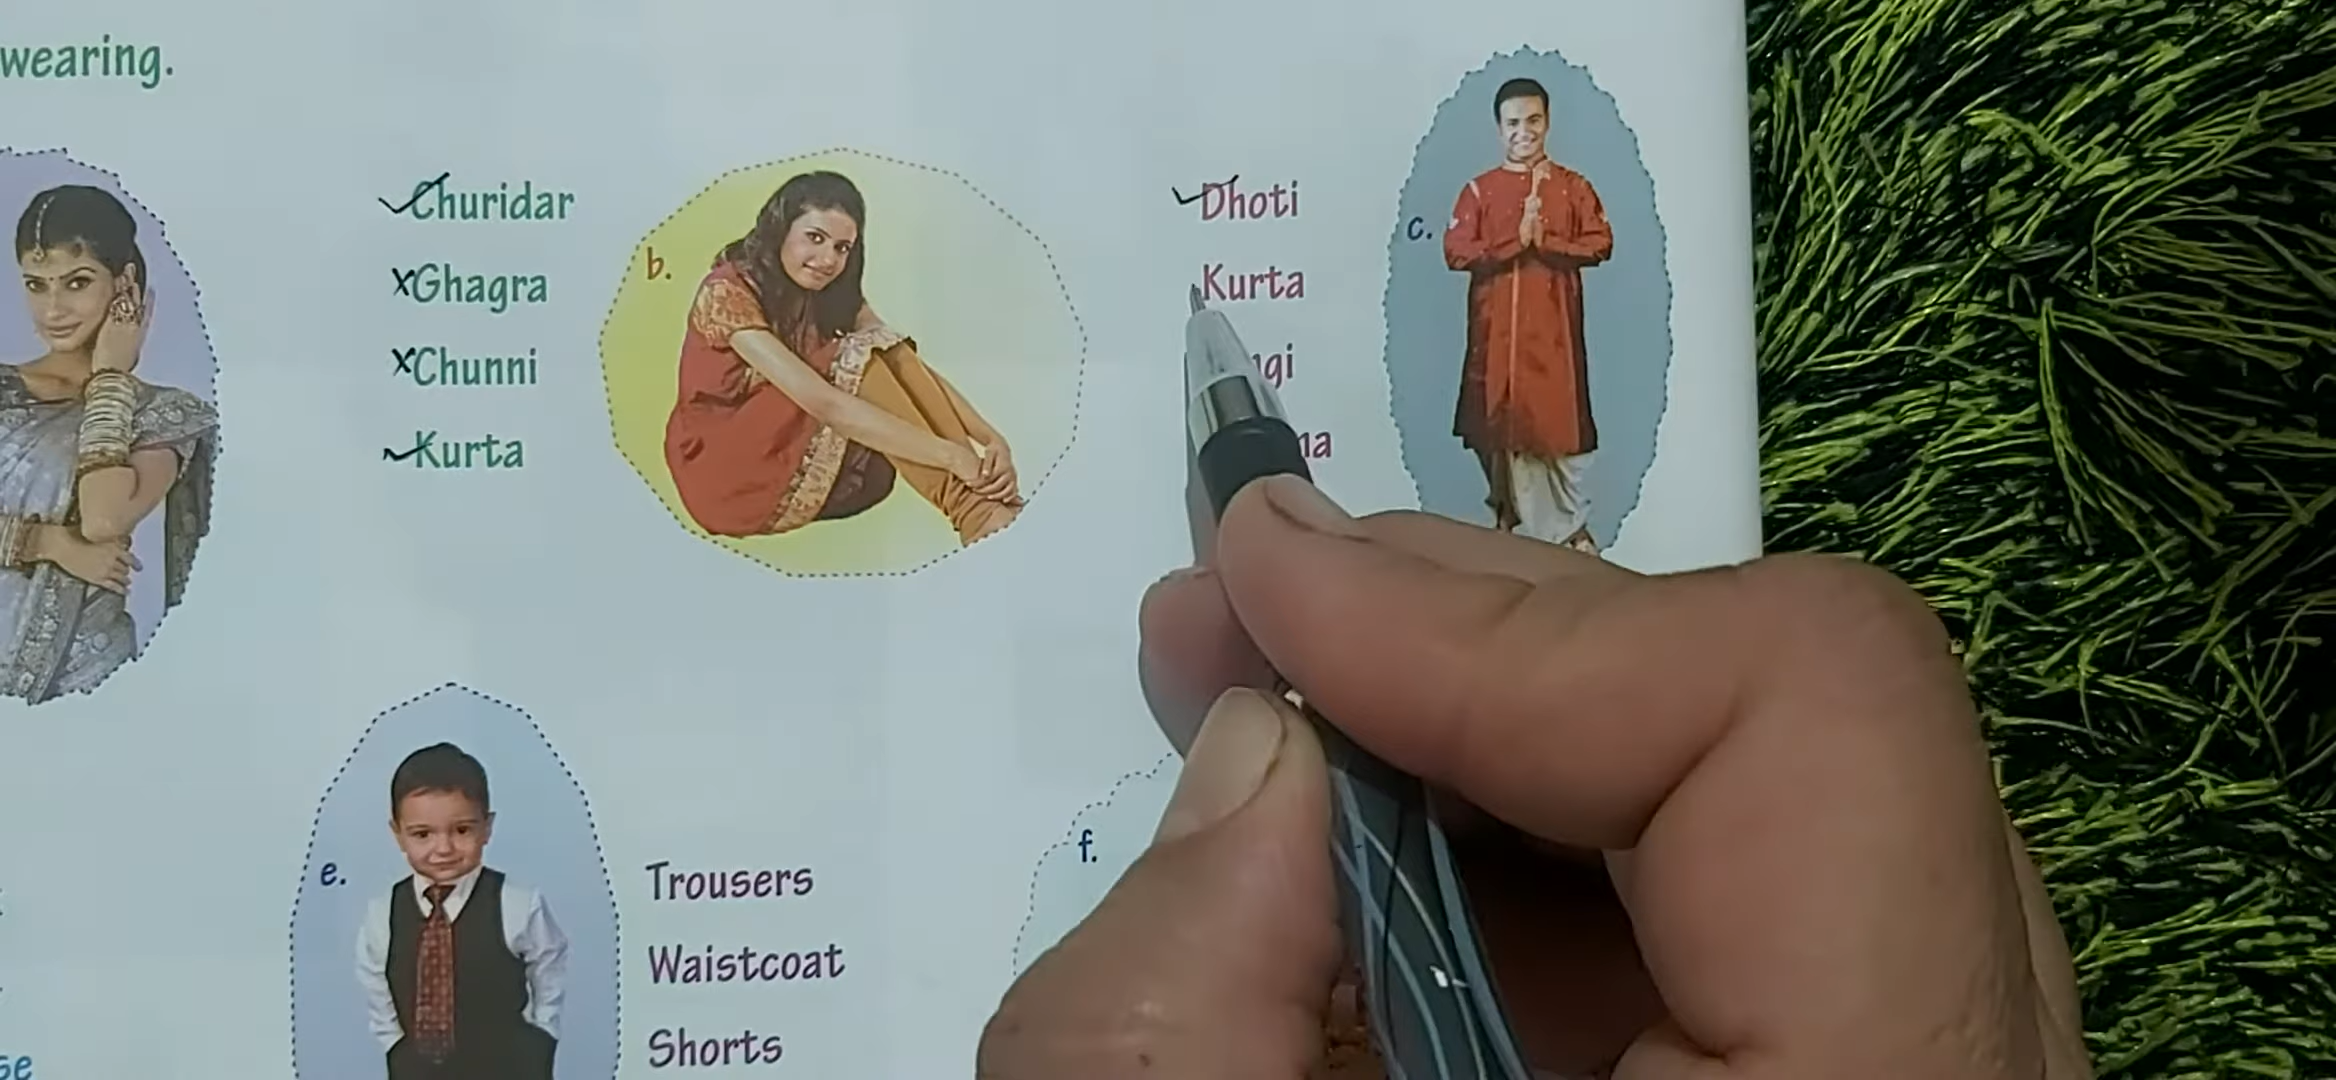 wearing.
Churidar
Ghagra
Chunni
Kurta
b.
Dhoti
Kurta
c.
e.
Trousers
Waistcoat
Shorts
f.